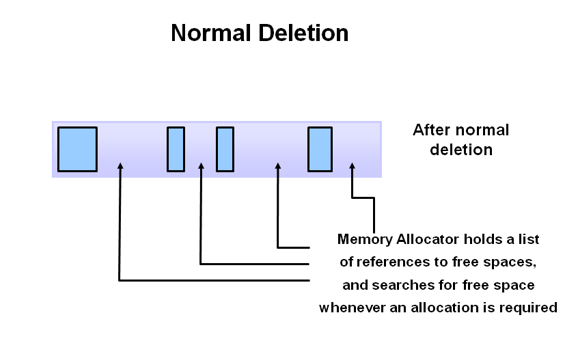 Normal Deletion
After normal
deletion
Memory Allocator holds a list
of references to free spaces,
and searches for free space
whenever an allocation is required